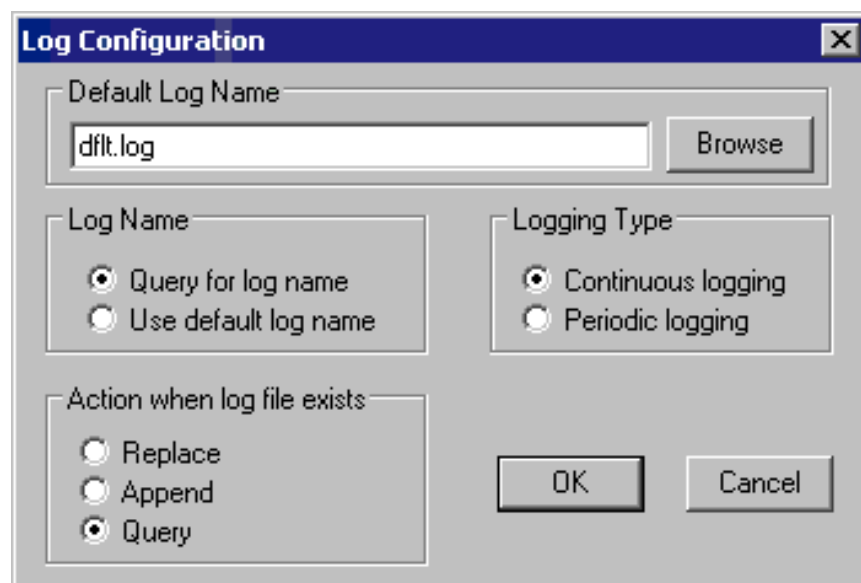 Log Configuration
Default Log Name
dflt.log
Browse
Log Name
Query for log name
Use default log name
Logging Type
Continuous logging
Periodic logging
Action when log file exists
Replace
Append
Query
OK
Cancel